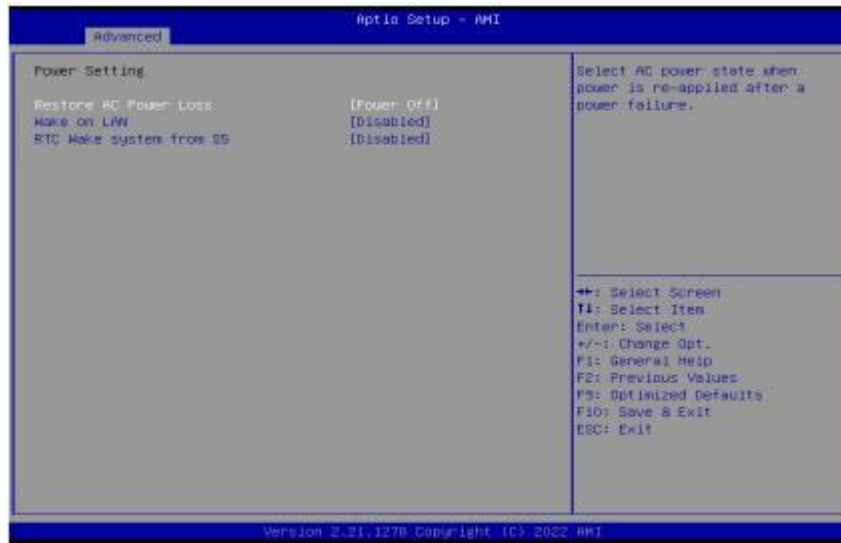 Aptio Setup - AMI
Advanced
Power Setting
Restore AC Power Loss [Power Off]
Wake on LAN [Disabled]
RTC Wake system from S5 [Disabled]
Select AC power state when
power is re-applied after a
power failure.
→←: Select Screen
↑↓: Select Item
Enter: Select
+/-: Change Opt.
F1: General Help
F2: Previous Values
F9: Optimized Defaults
F10: Save & Exit
ESC: Exit
Version 2.21.1278 Copyright (C) 2022 AMI